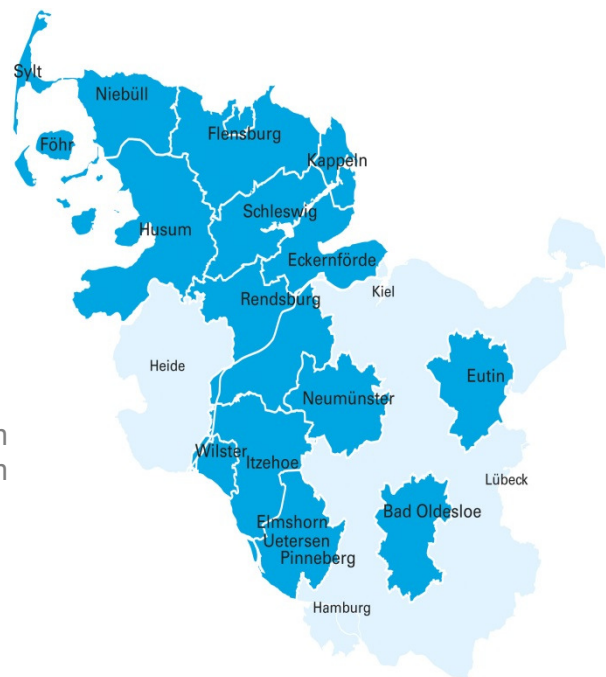 Sylt
Niebüll
Flensburg
Föhr
Kappeln
Schleswig
Husum
Eckernförde
Kiel
Rendsburg
Heide
Eutin
Neumünster
Wilster
Itzehoe
Lübeck
Bad Oldesloe
Elmshorn
Uetersen
Pinneberg
Hamburg